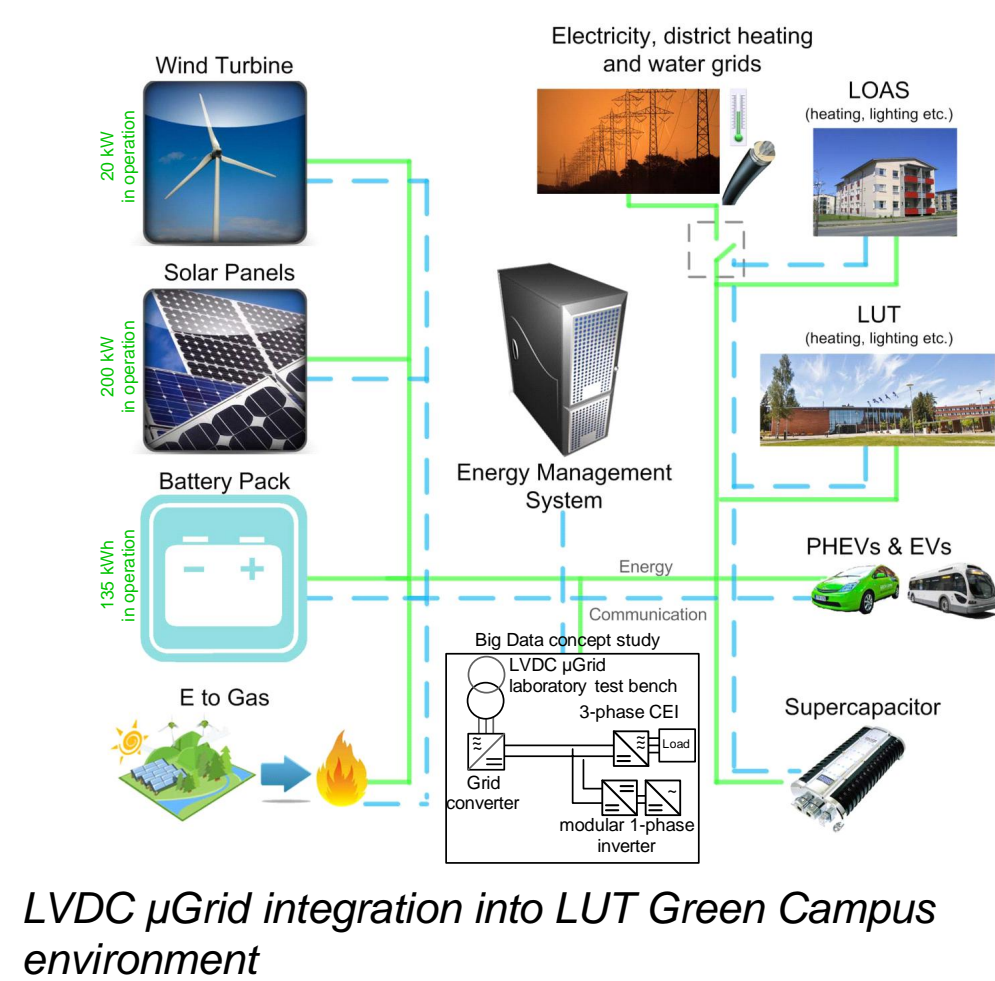 Electricity, district heating
and water grids
Wind Turbine
20 kW
in operation
LOAS
(heating, lighting etc.)
Solar Panels
200 kW
in operation
LUT
(heating, lighting etc.)
Battery Pack
135 kWh
in operation
Energy Management
System
PHEVs & EVs
Energy
Communication
Big Data concept study
LVDC µGrid
laboratory test bench
3-phase CEI
Load
Grid
converter
modular 1-phase
inverter
E to Gas
Supercapacitor
LVDC µGrid integration into LUT Green Campus
environment